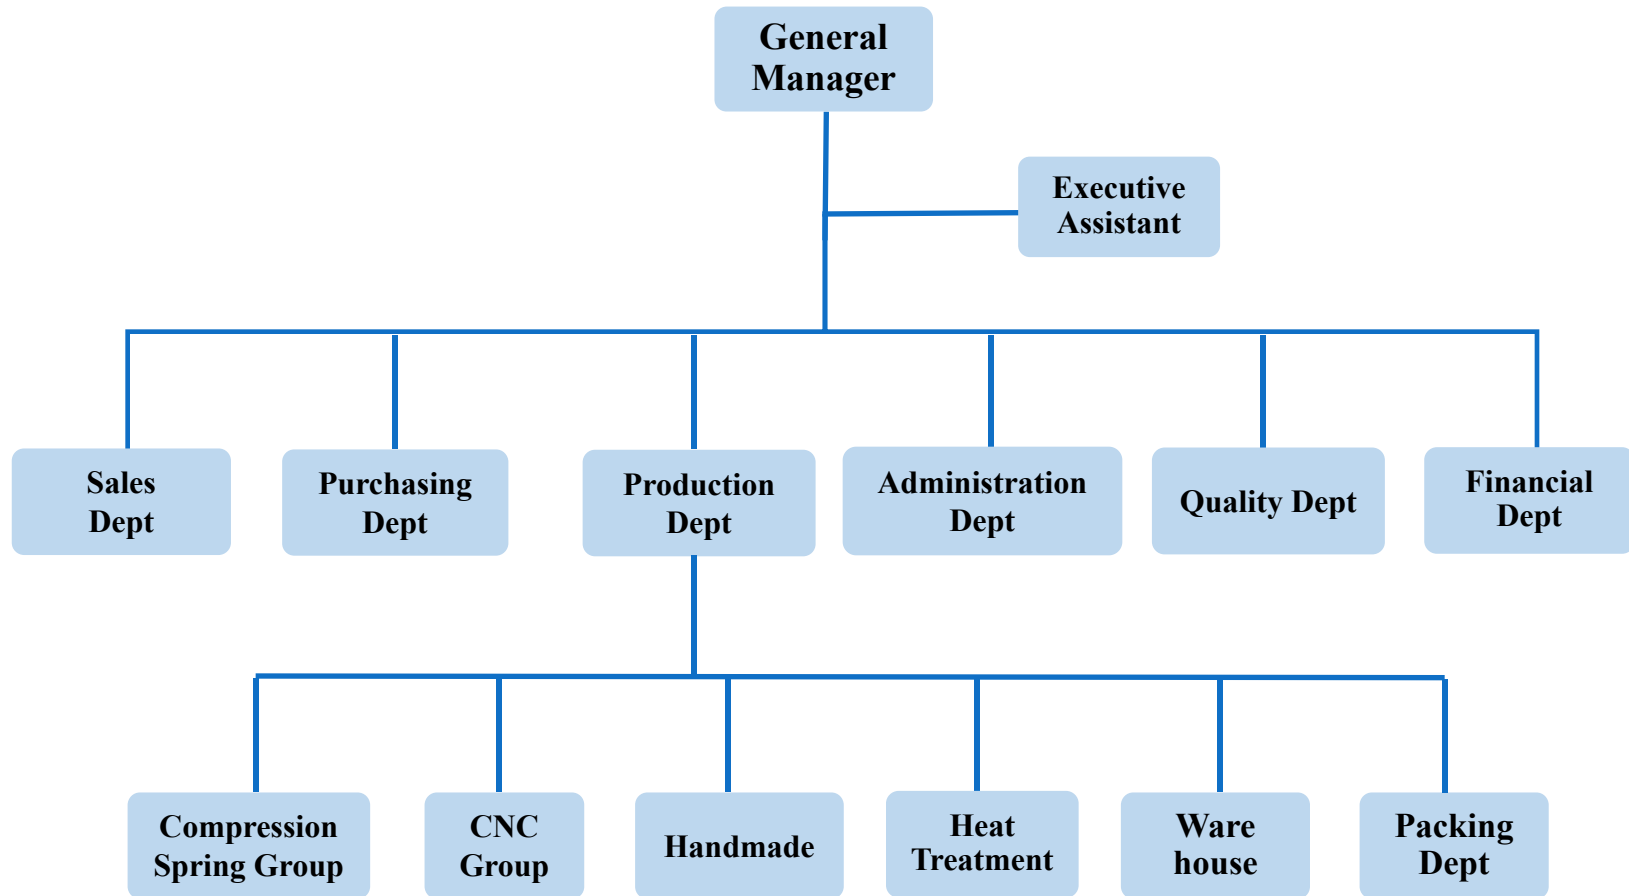 General
Manager
Executive
Assistant
Sales
Dept
Purchasing
Dept
Production
Dept
Administration
Dept
Quality Dept
Financial
Dept
Compression
Spring Group
CNC
Group
Handmade
Heat
Treatment
Ware
house
Packing
Dept